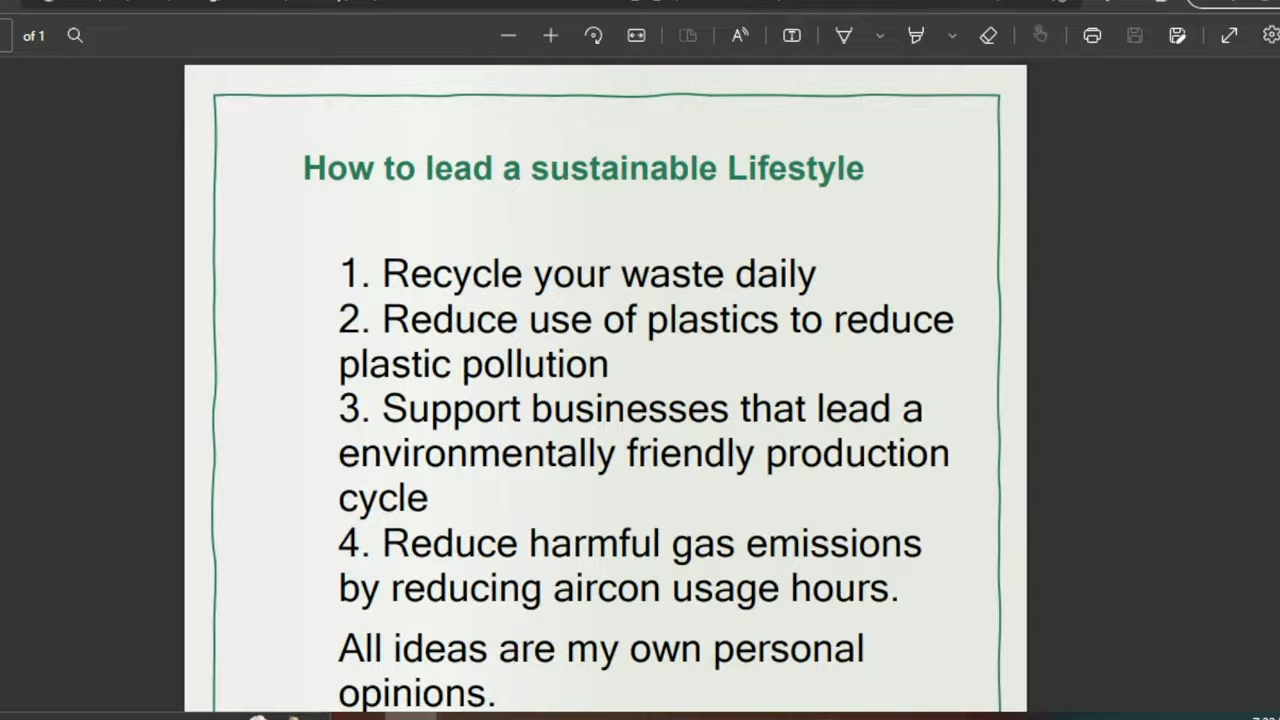 of 1
How to lead a sustainable Lifestyle
1. Recycle your waste daily
2. Reduce use of plastics to reduce
plastic pollution
3. Support businesses that lead a
environmentally friendly production
cycle
4. Reduce harmful gas emissions
by reducing aircon usage hours.
All ideas are my own personal
opinions.